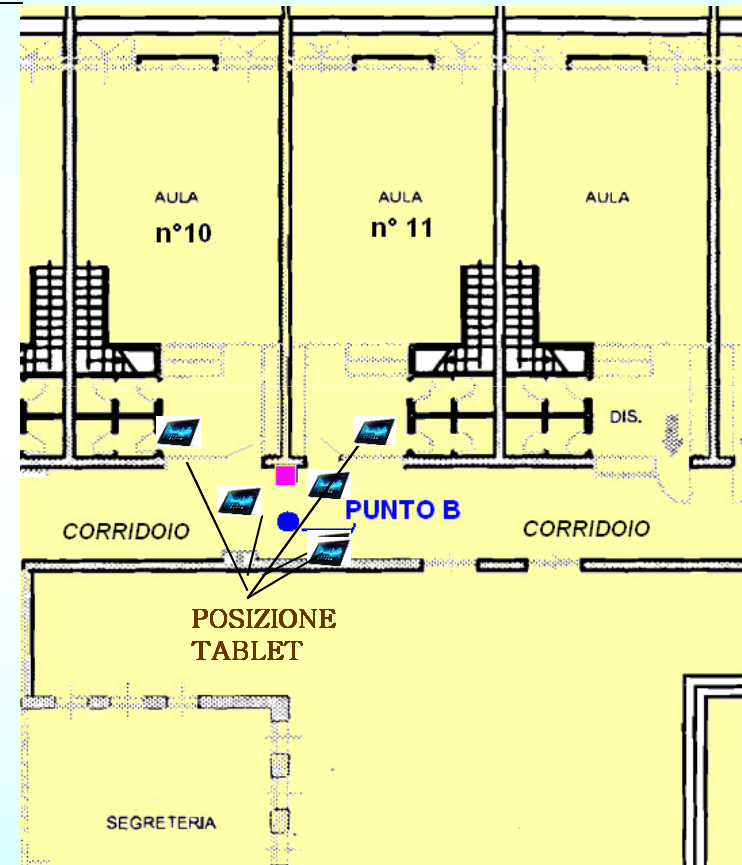 AULA
n°10
AULA
n° 11
AULA
DIS.
PUNTO B
CORRIDOIO
CORRIDOIO
POSIZIONE
TABLET
SEGRETERIA